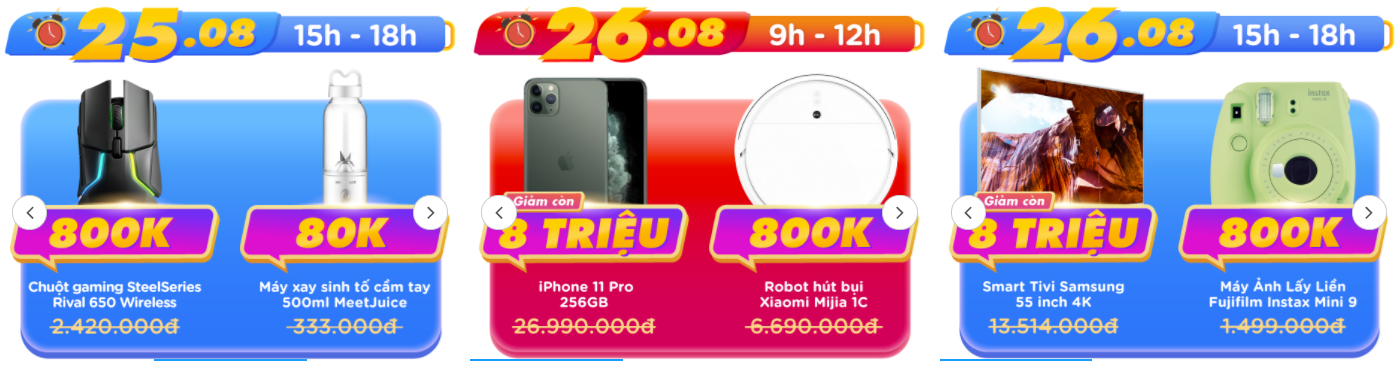 25.08 15h - 18h
800K
80K
Chuột gaming SteelSeries
Rival 650 Wireless
2.420.000đ
Máy xay sinh tố cầm tay
500ml MeetJuice
333.000đ
26.08 9h - 12h
Giảm còn
8 TRIỆU
800K
iPhone 11 Pro
256GB
26.990.000đ
Robot hút bụi
Xiaomi Mijia 1C
6.690.000đ
26.08 15h - 18h
instax
Giảm còn
8 TRIỆU
800K
Smart Tivi Samsung
55 inch 4K
13.514.000đ
Máy Ảnh Lấy Liền
Fujifilm Instax Mini 9
1.499.000đ